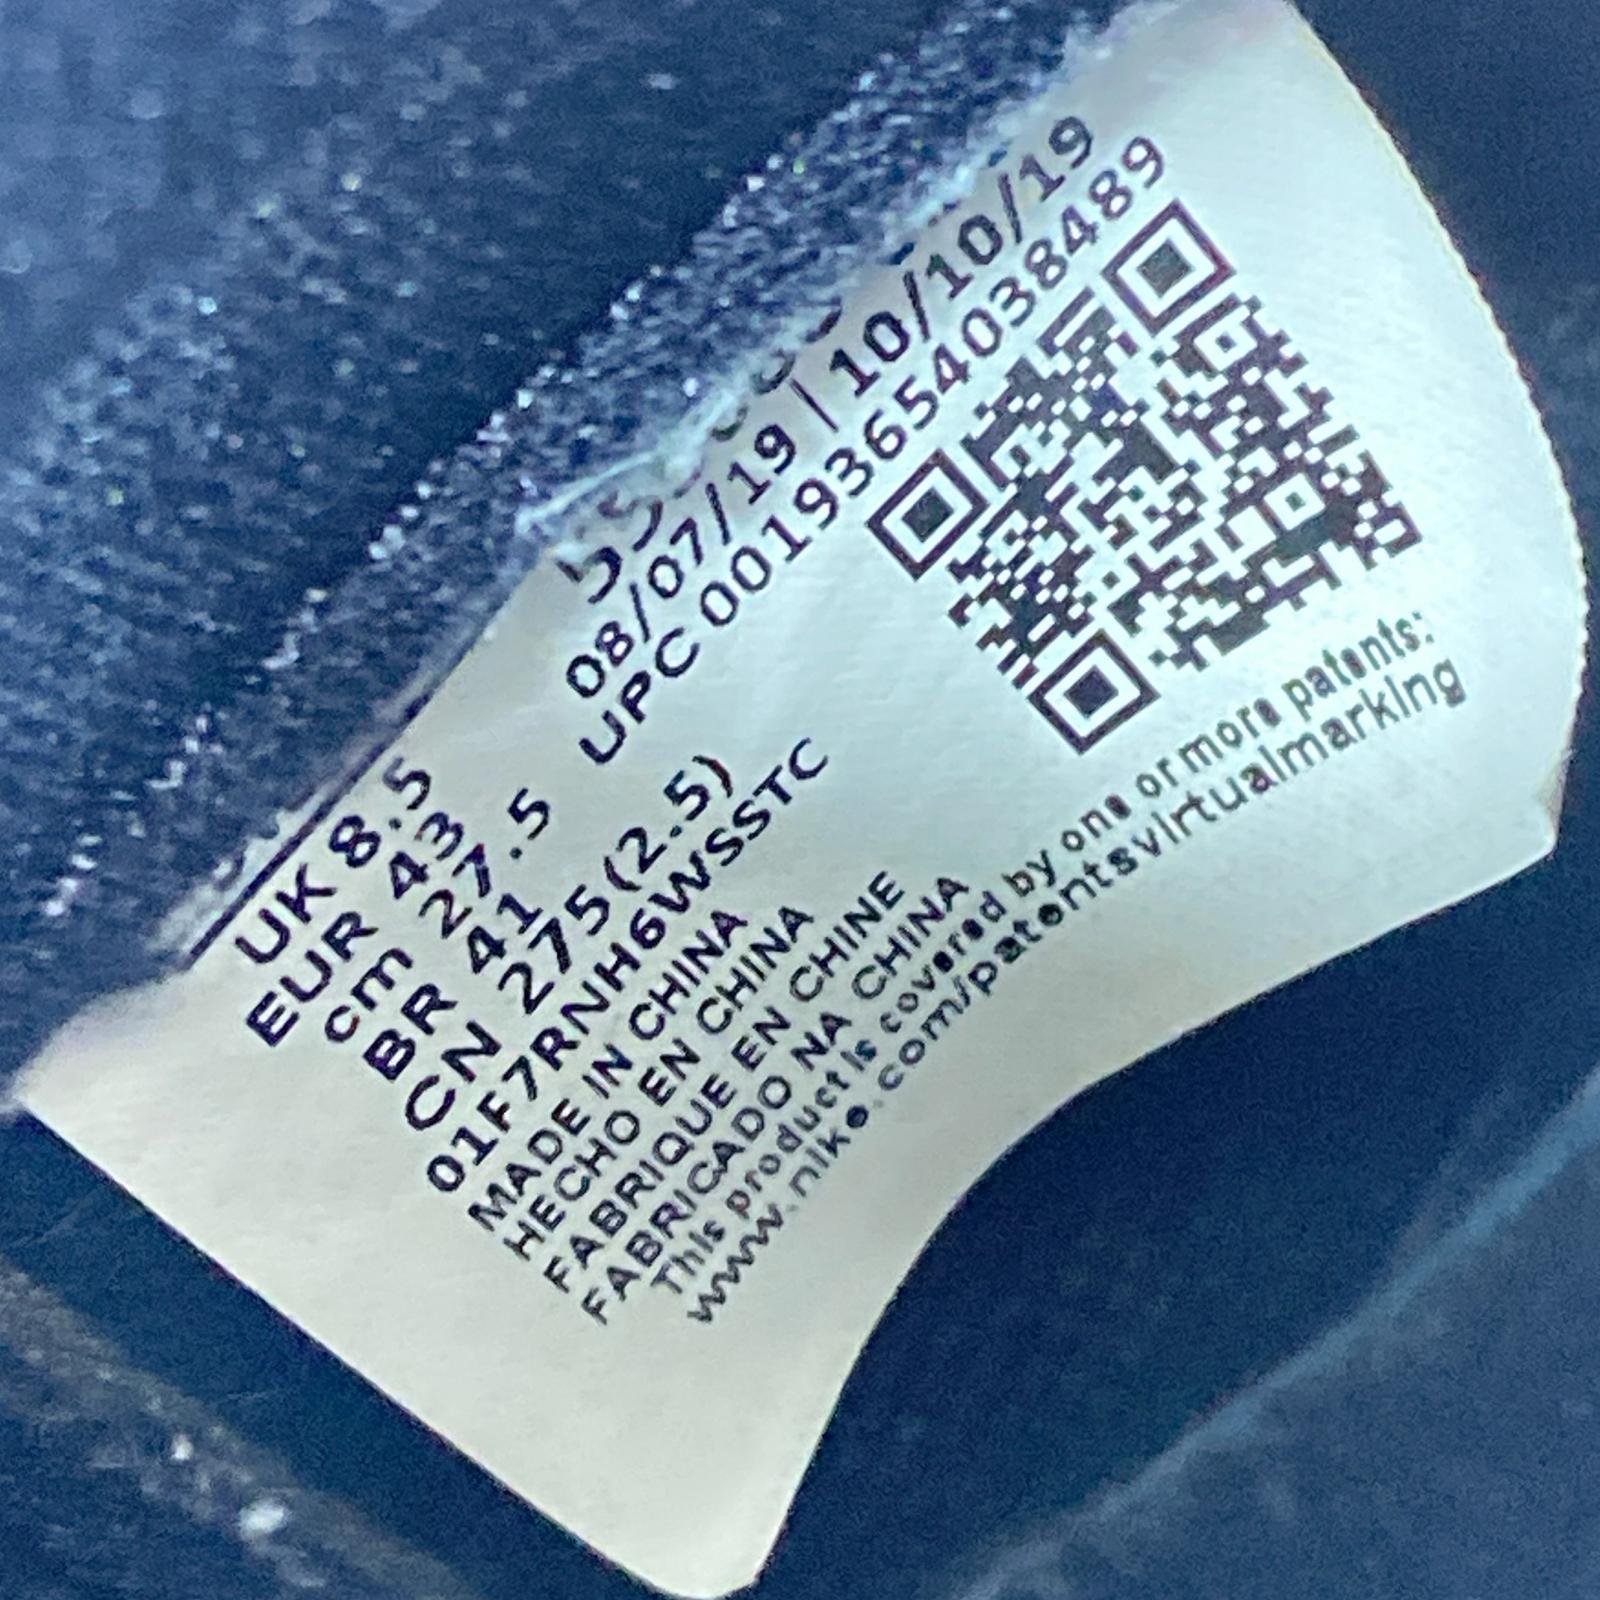 UK 8.5
EUR 43
cm 27.5
BR 41
CN 275 (2.5)
01F7RNH6WSSTC
MADE IN CHINA
HECHO EN CHINA
FABRIQUE EN CHINE
FABRICADO NA CHINA
This product is covered by one or more patents:
www.nike.com/patentsvirtualmarking
08/07/19 | 10/10/19
UPC 00193654038489